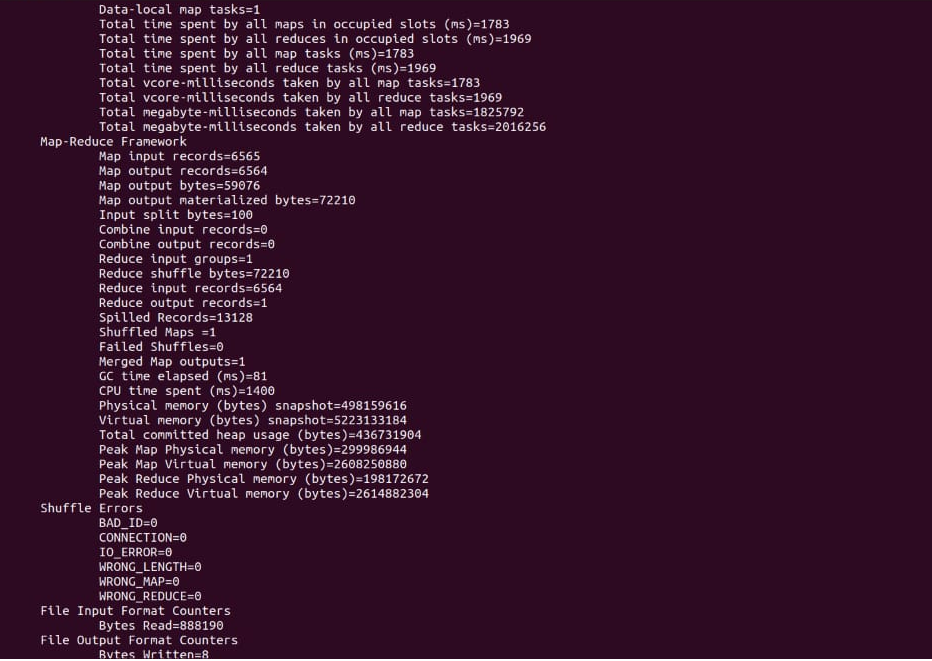 Data-local map tasks=1
Total time spent by all maps in occupied slots (ms)=1783
Total time spent by all reduces in occupied slots (ms)=1969
Total time spent by all map tasks (ms)=1783
Total time spent by all reduce tasks (ms)=1969
Total vcore-milliseconds taken by all map tasks=1783
Total vcore-milliseconds taken by all reduce tasks=1969
Total megabyte-milliseconds taken by all map tasks=1825792
Total megabyte-milliseconds taken by all reduce tasks=2016256
Map-Reduce Framework
Map input records=6565
Map output records=6564
Map output bytes=59076
Map output materialized bytes=72210
Input split bytes=100
Combine input records=0
Combine output records=0
Reduce input groups=1
Reduce shuffle bytes=72210
Reduce input records=6564
Reduce output records=1
Spilled Records=13128
Shuffled Maps =1
Failed Shuffles=0
Merged Map outputs=1
GC time elapsed (ms)=81
CPU time spent (ms)=1400
Physical memory (bytes) snapshot=498159616
Virtual memory (bytes) snapshot=5223133184
Total committed heap usage (bytes)=436731904
Peak Map Physical memory (bytes)=299986944
Peak Map Virtual memory (bytes)=2608250880
Peak Reduce Physical memory (bytes)=198172672
Peak Reduce Virtual memory (bytes)=2614882304
Shuffle Errors
BAD_ID=0
CONNECTION=0
IO_ERROR=0
WRONG_LENGTH=0
WRONG_MAP=0
WRONG_REDUCE=0
File Input Format Counters
Bytes Read=888190
File Output Format Counters
Bytes Written=8